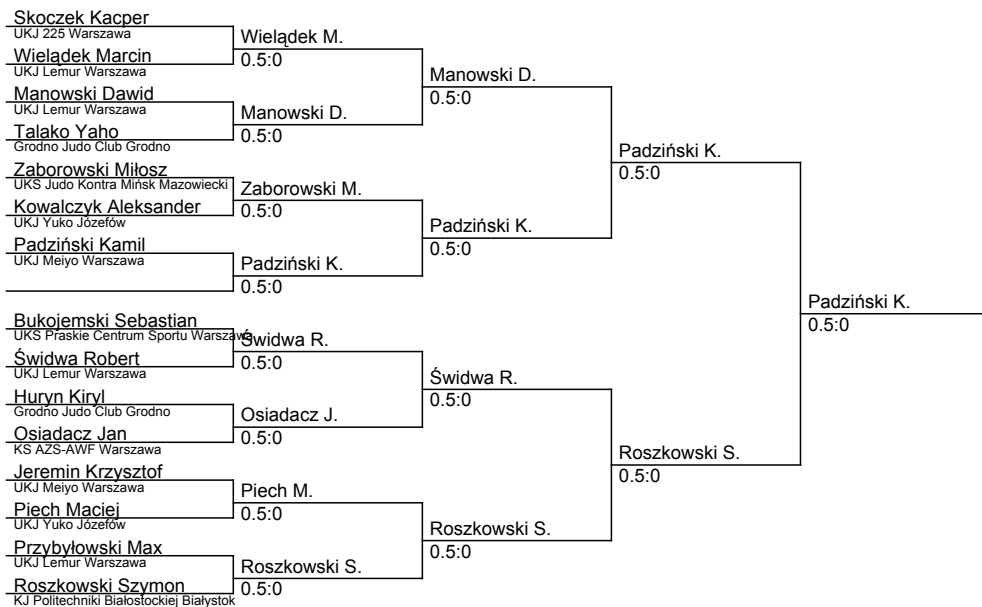 Skoczek Kacper
UKJ 225 Warszawa
Wielądek Marcin
UKJ Lemur Warszawa
Manowski Dawid
UKJ Lemur Warszawa
Talako Yaho
Grodno Judo Club Grodno
Zaborowski Miłosz
UKS Judo Kontra Mińsk Mazowiecki
Kowalczyk Aleksander
UKJ Yuko Józefów
Padziński Kamil
UKJ Meiyo Warszawa
Bukojemski Sebastian
UKS Praskie Centrum Sportu Warszawa
Świdwa Robert
UKJ Lemur Warszawa
Huryn Kiryl
Grodno Judo Club Grodno
Osiadacz Jan
KS AZS-AWF Warszawa
Jeremin Krzysztof
UKJ Meiyo Warszawa
Piech Maciej
UKJ Yuko Józefów
Przybyłowski Max
UKJ Lemur Warszawa
Roszkowski Szymon
KJ Politechniki Białostockiej Białystok
Wielądek M.
0.5:0
Manowski D.
0.5:0
Zaborowski M.
0.5:0
Padziński K.
0.5:0
Świdwa R.
0.5:0
Osiadacz J.
0.5:0
Piech M.
0.5:0
Roszkowski S.
0.5:0
Manowski D.
0.5:0
Padziński K.
0.5:0
Świdwa R.
0.5:0
Roszkowski S.
0.5:0
Padziński K.
0.5:0
Roszkowski S.
0.5:0
Padziński K.
0.5:0